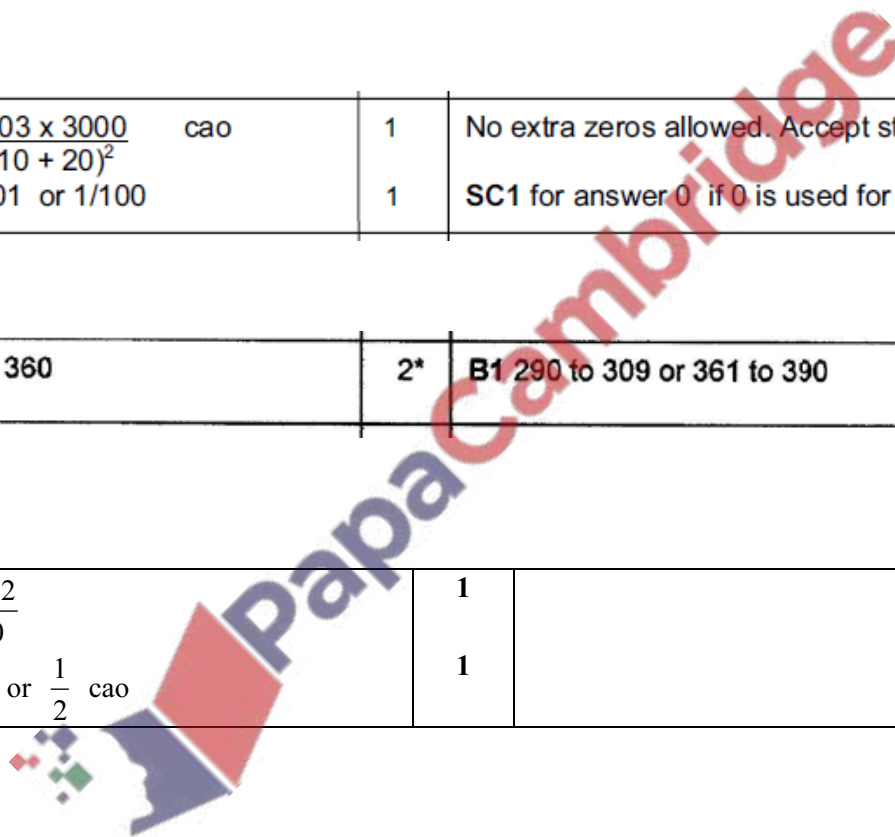 03 x 3000 cao 1 No extra zeros allowed. Accept st
10 + 20)²
01 or 1/100 1 SC1 for answer 0 if 0 is used for
360 2* B1 290 to 309 or 361 to 390
2 1
or 1/2 cao 1
PapaCambridge